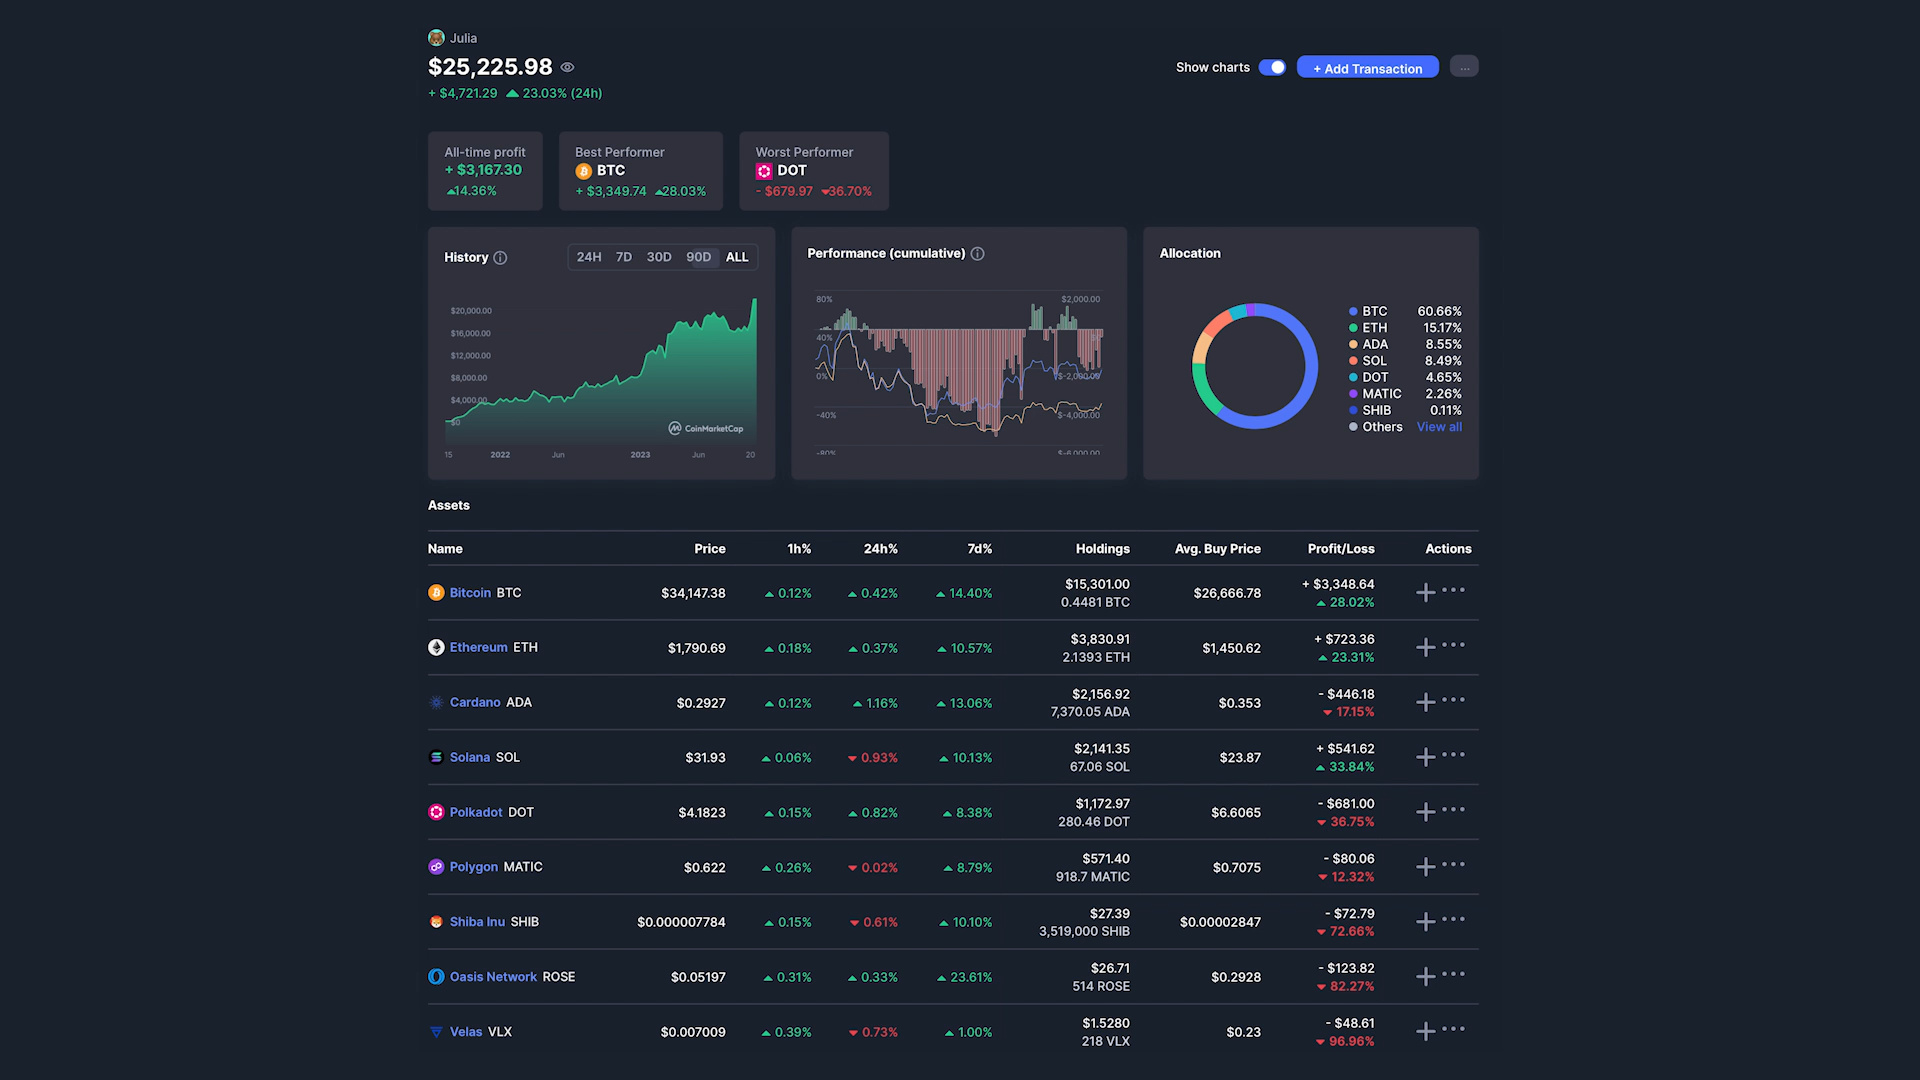 Julia
$25,225.98
+ $4,721.29 23.03% (24h)
Show charts
+ Add Transaction
...
All-time profit
+ $3,167.30
14.36%
Best Performer
BTC
+ $3,349.74 28.03%
Worst Performer
DOT
- $679.97 36.70%
History
24H 7D 30D 90D ALL
$20,000.00
$16,000.00
$12,000.00
$8,000.00
$4,000.00
$0
CoinMarketCap
15 2022 Jun 2023 Jun 20
Performance (cumulative)
80% $2,000.00
40%
0% $-2,000.00
-40% $-4,000.00
-80% $-6,000.00
Allocation
BTC 60.66%
ETH 15.17%
ADA 8.55%
SOL 8.49%
DOT 4.65%
MATIC 2.26%
SHIB 0.11%
Others View all
Assets
Name Price 1h% 24h% 7d% Holdings Avg. Buy Price Profit/Loss Actions
Bitcoin BTC $34,147.38 0.12% 0.42% 14.40% $15,301.00 $26,666.78 + $3,348.64
0.4481 BTC 28.02%
Ethereum ETH $1,790.69 0.18% 0.37% 10.57% $3,830.91 $1,450.62 + $723.36
2.1393 ETH 23.31%
Cardano ADA $0.2927 0.12% 1.16% 13.06% $2,156.92 $0.353 - $446.18
7,370.05 ADA 17.15%
Solana SOL $31.93 0.06% 0.93% 10.13% $2,141.35 $23.87 + $541.62
67.06 SOL 33.84%
Polkadot DOT $4.1823 0.15% 0.82% 8.38% $1,172.97 $6.6065 - $681.00
280.46 DOT 36.75%
Polygon MATIC $0.622 0.26% 0.02% 8.79% $571.40 $0.7075 - $80.06
918.7 MATIC 12.32%
Shiba Inu SHIB $0.000007784 0.15% 0.61% 10.10% $27.39 $0.00002847 - $72.79
3,519,000 SHIB 72.66%
Oasis Network ROSE $0.05197 0.31% 0.33% 23.61% $26.71 $0.2928 - $123.82
514 ROSE 82.27%
Velas VLX $0.007009 0.39% 0.73% 1.00% $1.5280 $0.23 - $48.61
218 VLX 96.96%